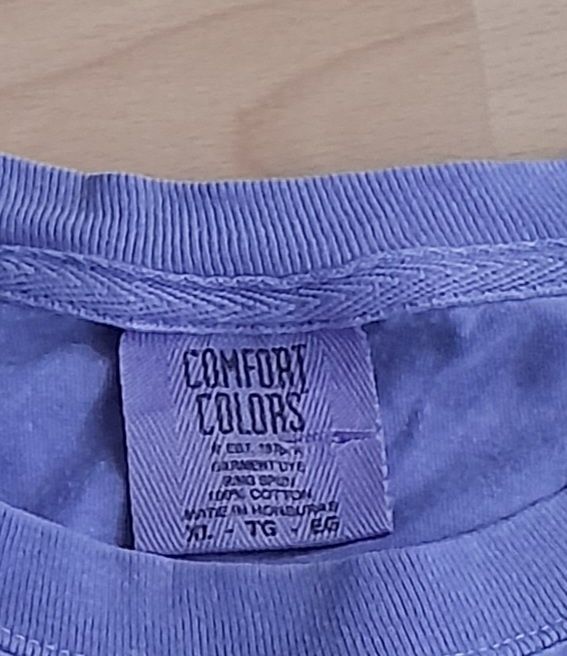 COMFORT
COLORS
EST. 1975
GARMENT DYE
RING SPUN
100% COTTON
MADE IN HONDURAS
XL - TG - EG